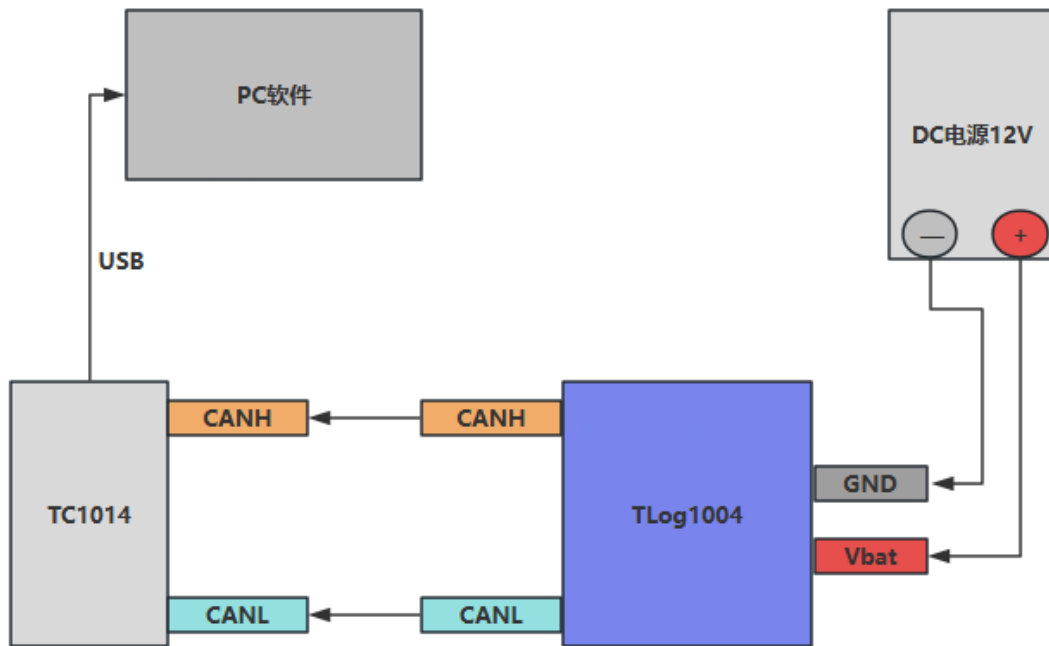 PC软件
DC电源12V
—
+
USB
CANH
CANH
TC1014
TLog1004
GND
Vbat
CANL
CANL